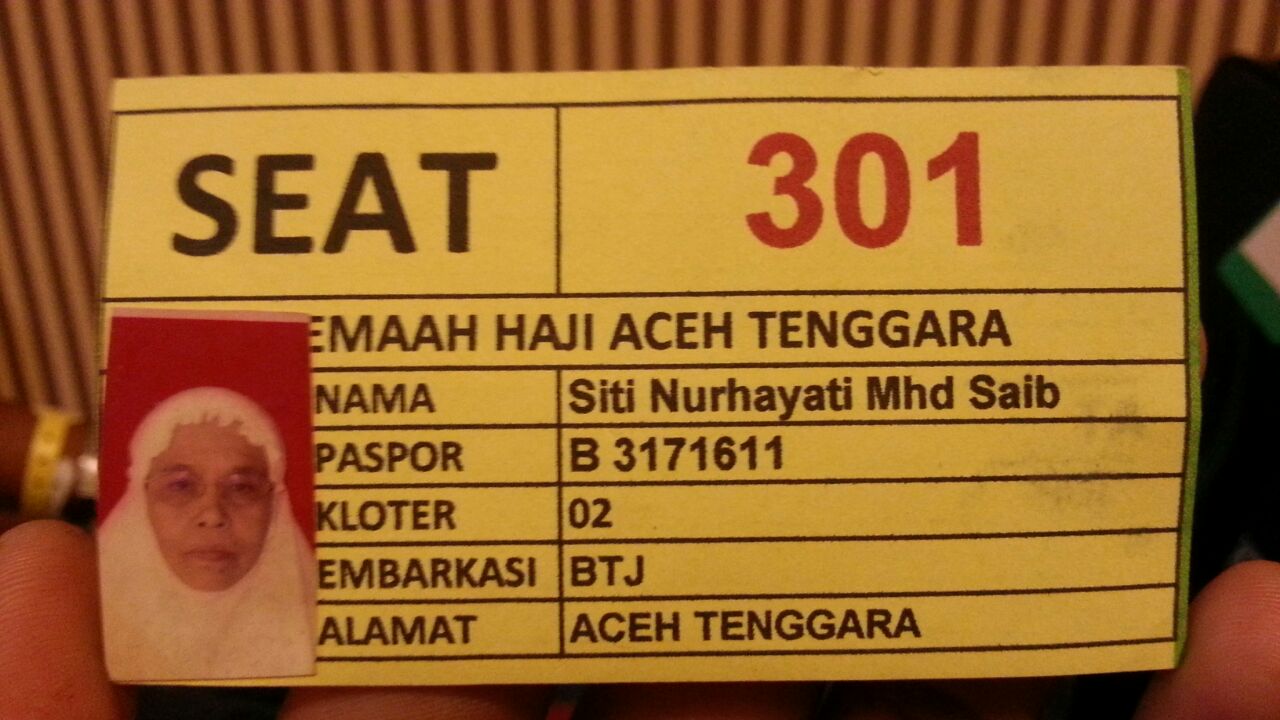 SEAT 301
EMAAH HAJI ACEH TENGGARA
NAMA Siti Nurhayati Mhd Saib
PASPOR B 3171611
KLOTER 02
EMBARKASI BTJ
ALAMAT ACEH TENGGARA